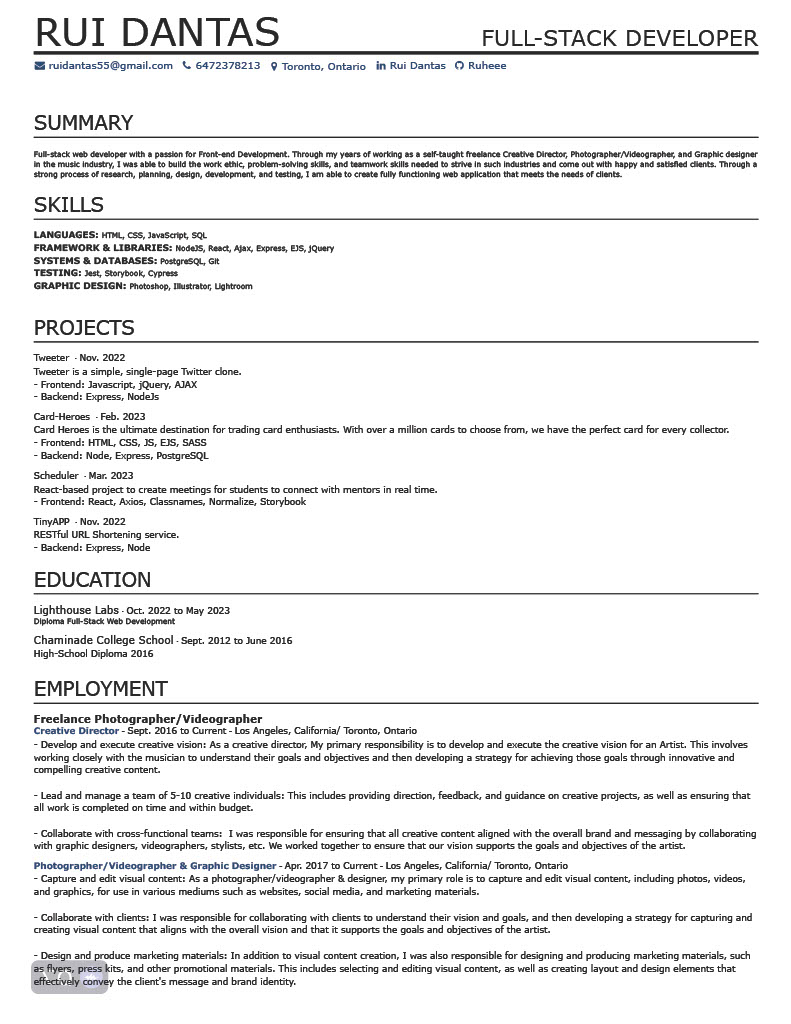 RUI DANTAS
FULL-STACK DEVELOPER
ruidantas55@gmail.com 6472378213 Toronto, Ontario in Rui Dantas Ruheee
SUMMARY
Full-stack web developer with a passion for Front-end Development. Through my years of working as a self-taught freelance Creative Director, Photographer/Videographer, and Graphic designer
in the music industry, I was able to build the work ethic, problem-solving skills, and teamwork skills needed to strive in such industries and come out with happy and satisfied clients. Through a
strong process of research, planning, design, development, and testing, I am able to create fully functioning web application that meets the needs of clients.
SKILLS
LANGUAGES: HTML, CSS, JavaScript, SQL
FRAMEWORK & LIBRARIES: NodeJS, React, Ajax, Express, EJS, jQuery
SYSTEMS & DATABASES: PostgreSQL, Git
TESTING: Jest, Storybook, Cypress
GRAPHIC DESIGN: Photoshop, Illustrator, Lightroom
PROJECTS
Tweeter · Nov. 2022
Tweeter is a simple, single-page Twitter clone.
- Frontend: Javascript, jQuery, AJAX
- Backend: Express, NodeJs
Card-Heroes · Feb. 2023
Card Heroes is the ultimate destination for trading card enthusiasts. With over a million cards to choose from, we have the perfect card for every collector.
- Frontend: HTML, CSS, JS, EJS, SASS
- Backend: Node, Express, PostgreSQL
Scheduler · Mar. 2023
React-based project to create meetings for students to connect with mentors in real time.
- Frontend: React, Axios, Classnames, Normalize, Storybook
TinyAPP · Nov. 2022
RESTful URL Shortening service.
- Backend: Express, Node
EDUCATION
Lighthouse Labs · Oct. 2022 to May 2023
Diploma Full-Stack Web Development
Chaminade College School · Sept. 2012 to June 2016
High-School Diploma 2016
EMPLOYMENT
Freelance Photographer/Videographer
Creative Director - Sept. 2016 to Current - Los Angeles, California/ Toronto, Ontario
- Develop and execute creative vision: As a creative director, My primary responsibility is to develop and execute the creative vision for an Artist. This involves
working closely with the musician to understand their goals and objectives and then developing a strategy for achieving those goals through innovative and
compelling creative content.
- Lead and manage a team of 5-10 creative individuals: This includes providing direction, feedback, and guidance on creative projects, as well as ensuring that
all work is completed on time and within budget.
- Collaborate with cross-functional teams: I was responsible for ensuring that all creative content aligned with the overall brand and messaging by collaborating
with graphic designers, videographers, stylists, etc. We worked together to ensure that our vision supports the goals and objectives of the artist.
Photographer/Videographer & Graphic Designer - Apr. 2017 to Current - Los Angeles, California/ Toronto, Ontario
- Capture and edit visual content: As a photographer/videographer & designer, my primary role is to capture and edit visual content, including photos, videos,
and graphics, for use in various mediums such as websites, social media, and marketing materials.
- Collaborate with clients: I was responsible for collaborating with clients to understand their vision and goals, and then developing a strategy for capturing and
creating visual content that aligns with the overall vision and that it supports the goals and objectives of the artist.
- Design and produce marketing materials: In addition to visual content creation, I was also responsible for designing and producing marketing materials, such
as flyers, press kits, and other promotional materials. This includes selecting and editing visual content, as well as creating layout and design elements that
effectively convey the client's message and brand identity.